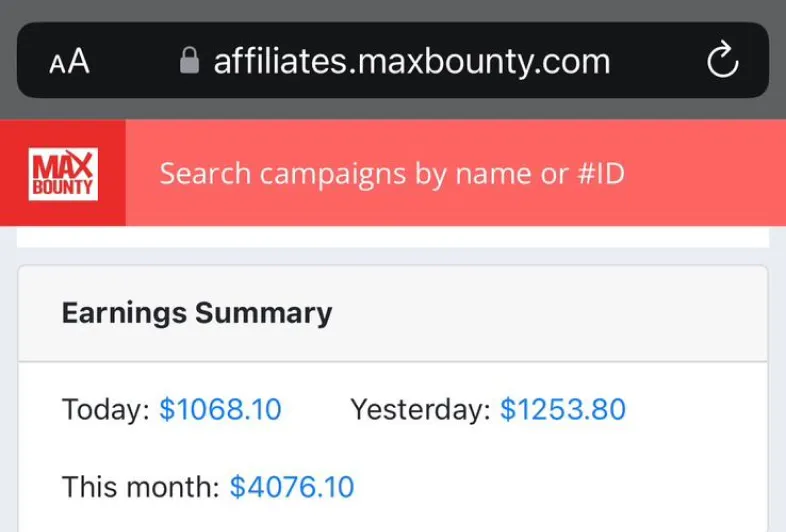 AA affiliates.maxbounty.com
MAX
BOUNTY
Search campaigns by name or #ID
Earnings Summary
Today: $1068.10 Yesterday: $1253.80
This month: $4076.10